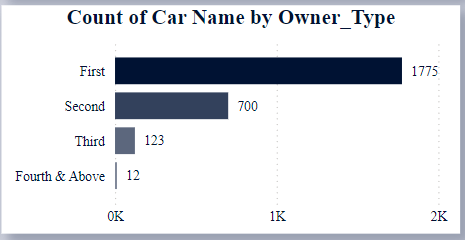 Count of Car Name by Owner_Type
First 1775
Second 700
Third 123
Fourth & Above 12
0K 1K 2K